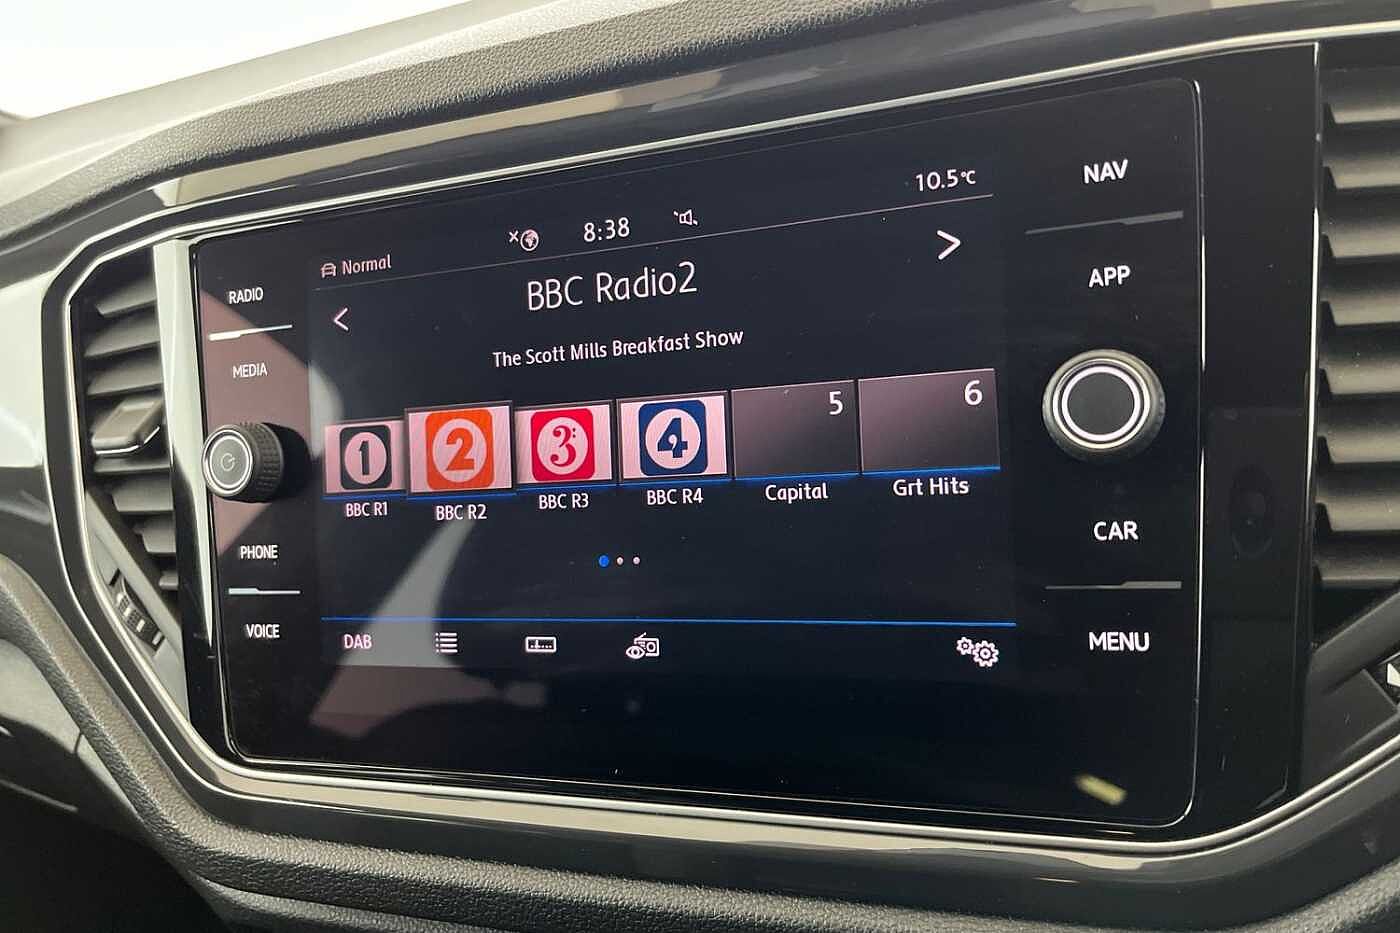 Normal
8:38
10.5°C
RADIO
MEDIA
PHONE
VOICE
BBC Radio2
The Scott Mills Breakfast Show
1
2
3
4
5
6
BBC R1
BBC R2
BBC R3
BBC R4
Capital
Grt Hits
DAB
NAV
APP
CAR
MENU